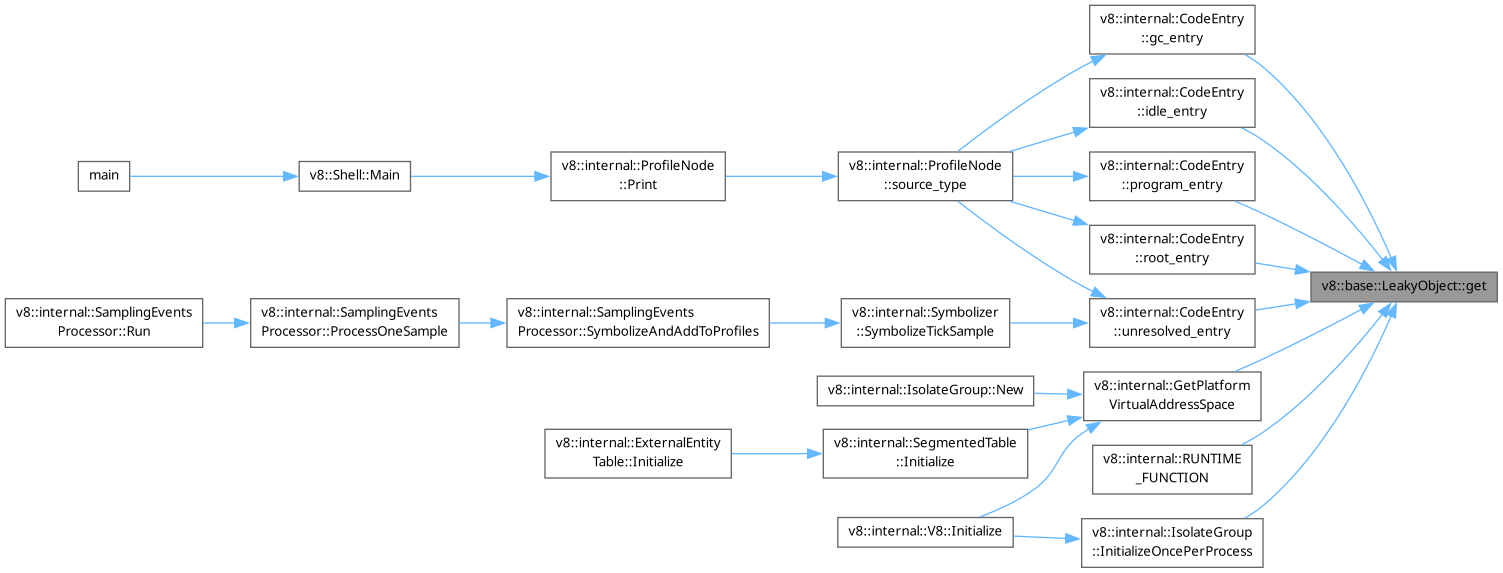 v8::internal::CodeEntry
::gc_entry
v8::internal::CodeEntry
::idle_entry
main
v8::Shell::Main
v8::internal::ProfileNode
::Print
v8::internal::ProfileNode
::source_type
v8::internal::CodeEntry
::program_entry
v8::internal::CodeEntry
::root_entry
v8::base::LeakyObject::get
v8::internal::SamplingEvents
Processor::Run
v8::internal::SamplingEvents
Processor::ProcessOneSample
v8::internal::SamplingEvents
Processor::SymbolizeAndAddToProfiles
v8::internal::Symbolizer
::SymbolizeTickSample
v8::internal::CodeEntry
::unresolved_entry
v8::internal::IsolateGroup::New
v8::internal::GetPlatform
VirtualAddressSpace
v8::internal::ExternalEntity
Table::Initialize
v8::internal::SegmentedTable
::Initialize
v8::internal::RUNTIME
_FUNCTION
v8::internal::V8::Initialize
v8::internal::IsolateGroup
::InitializeOncePerProcess